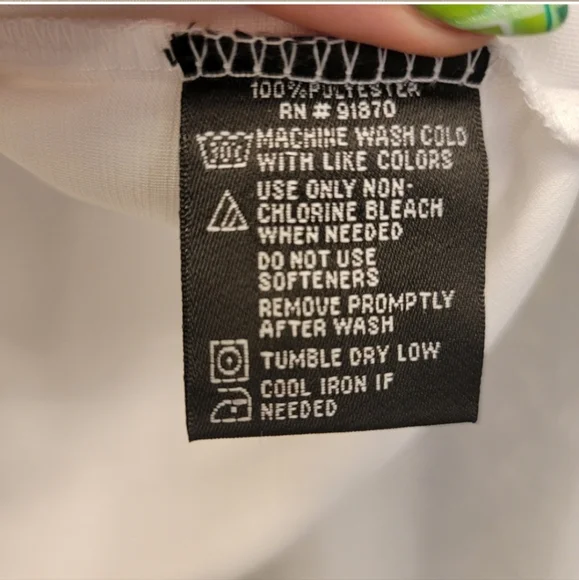 100% POLYESTER
RN # 91870
30c
MACHINE WASH COLD
WITH LIKE COLORS
USE ONLY NON-
CHLORINE BLEACH
WHEN NEEDED
DO NOT USE
SOFTENERS
REMOVE PROMPTLY
AFTER WASH
TUMBLE DRY LOW
COOL IRON IF
NEEDED